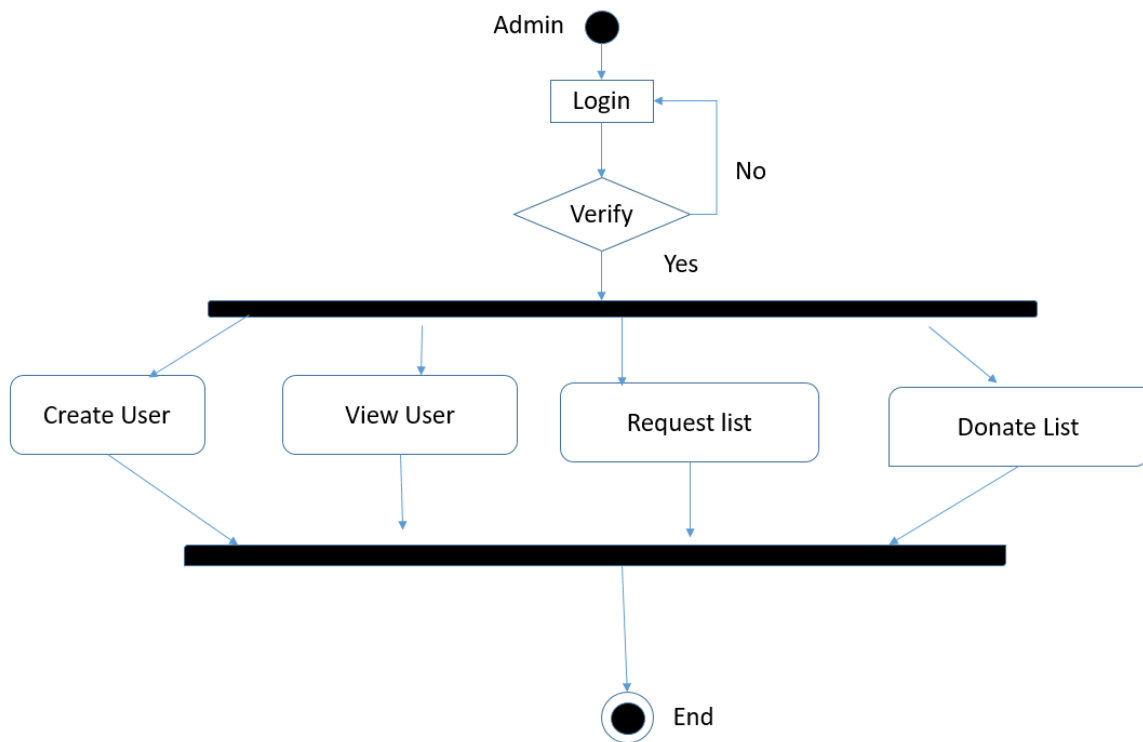 Admin
Login
No
Verify
Yes
Create User
View User
Request list
Donate List
End